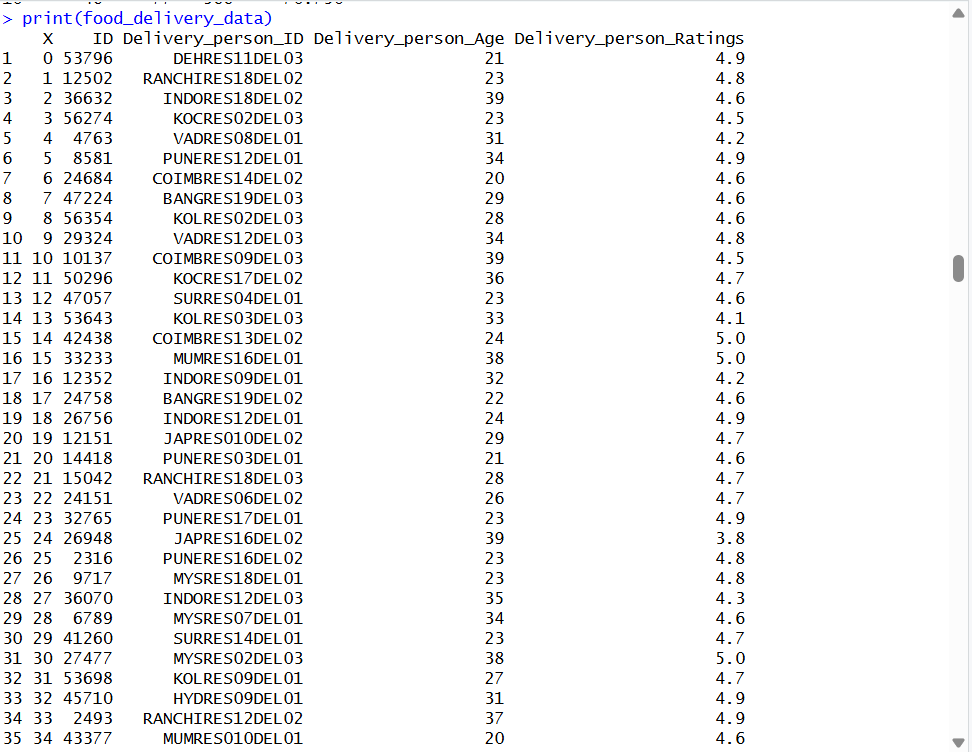 > print(food_delivery_data)
X ID Delivery_person_ID Delivery_person_Age Delivery_person_Ratings
1 0 53796 DEHRES11DEL03 21 4.9
2 1 12502 RANCHIRES18DEL02 23 4.8
3 2 36632 INDORES18DEL02 39 4.6
4 3 56274 KOCRES02DEL03 23 4.5
5 4 4763 VADRES08DEL01 31 4.2
6 5 8581 PUNERES12DEL01 34 4.9
7 6 24684 COIMBRES14DEL02 20 4.6
8 7 47224 BANGRES19DEL03 29 4.6
9 8 56354 KOLRES02DEL03 28 4.6
10 9 29324 VADRES12DEL03 34 4.8
11 10 10137 COIMBRES09DEL03 39 4.5
12 11 50296 KOCRES17DEL02 36 4.7
13 12 47057 SURRES04DEL01 23 4.6
14 13 53643 KOLRES03DEL03 33 4.1
15 14 42438 COIMBRES13DEL02 24 5.0
16 15 33233 MUMRES16DEL01 38 5.0
17 16 12352 INDORES09DEL01 32 4.2
18 17 24758 BANGRES19DEL02 22 4.6
19 18 26756 INDORES12DEL01 24 4.9
20 19 12151 JAPRES010DEL02 29 4.7
21 20 14418 PUNERES03DEL01 21 4.6
22 21 15042 RANCHIRES18DEL03 28 4.7
23 22 24151 VADRES06DEL02 26 4.7
24 23 32765 PUNERES17DEL01 23 4.9
25 24 26948 JAPRES16DEL02 39 3.8
26 25 2316 PUNERES16DEL02 23 4.8
27 26 9717 MYSRES18DEL01 23 4.8
28 27 36070 INDORES12DEL03 35 4.3
29 28 6789 MYSRES07DEL01 34 4.6
30 29 41260 SURRES14DEL01 23 4.7
31 30 27477 MYSRES02DEL03 38 5.0
32 31 53698 KOLRES09DEL01 27 4.7
33 32 45710 HYDRES09DEL01 31 4.9
34 33 2493 RANCHIRES12DEL02 37 4.9
35 34 43377 MUMRES010DEL01 20 4.6